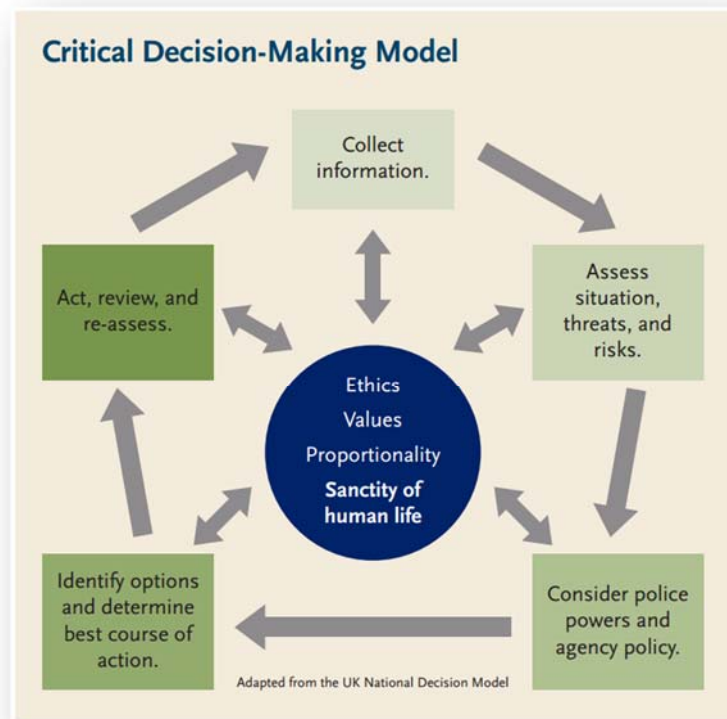 Critical Decision-Making Model
Collect
information.
Assess
situation,
threats, and
risks.
Consider police
powers and
agency policy.
Identify options
and determine
best course of
action.
Act, review, and
re-assess.
Ethics
Values
Proportionality
Sanctity of
human life
Adapted from the UK National Decision Model